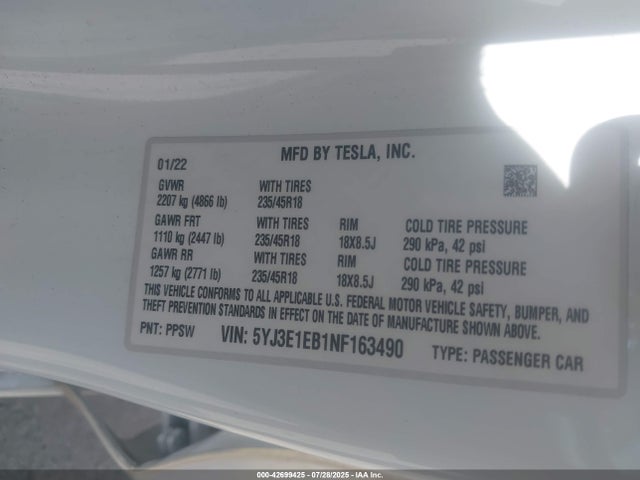 MFD BY TESLA, INC.
01/22
GVWR WITH TIRES
2207 kg (4866 lb) 235/45R18
GAWR FRT WITH TIRES RIM COLD TIRE PRESSURE
1110 kg (2447 lb) 235/45R18 18X8.5J 290 kPa, 42 psi
GAWR RR WITH TIRES RIM COLD TIRE PRESSURE
1257 kg (2771 lb) 235/45R18 18X8.5J 290 kPa, 42 psi
THIS VEHICLE CONFORMS TO ALL APPLICABLE U.S. FEDERAL MOTOR VEHICLE SAFETY, BUMPER, AND
THEFT PREVENTION STANDARDS IN EFFECT ON THE DATE OF MANUFACTURE SHOWN ABOVE.
PNT: PPSW VIN: 5YJ3E1EB1NF163490 TYPE: PASSENGER CAR
000-42699425 | 07/28/2025 | IAA Inc.